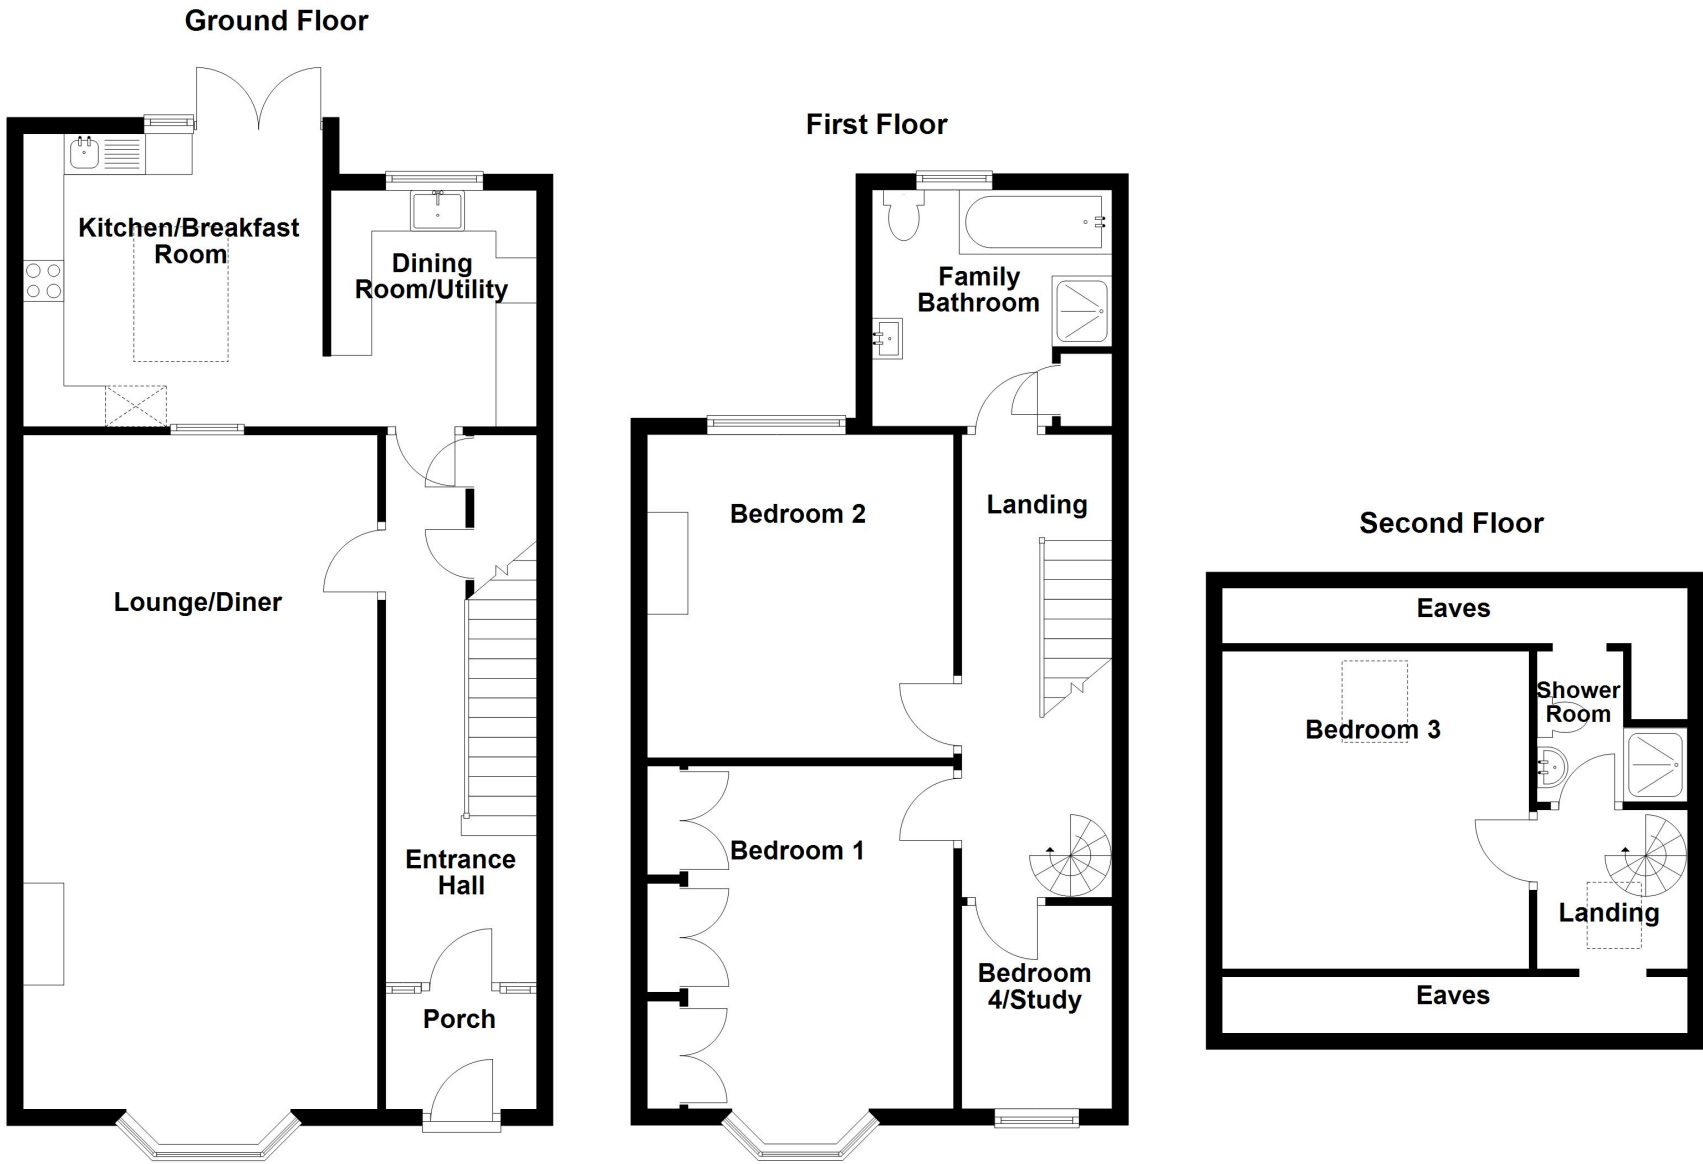 Ground Floor
Kitchen/Breakfast
Room
Dining
Room/Utility
Lounge/Diner
Entrance
Hall
Porch
First Floor
Family
Bathroom
Bedroom 2
Landing
Bedroom 1
Bedroom
4/Study
Second Floor
Eaves
Shower
Room
Bedroom 3
Landing
Eaves